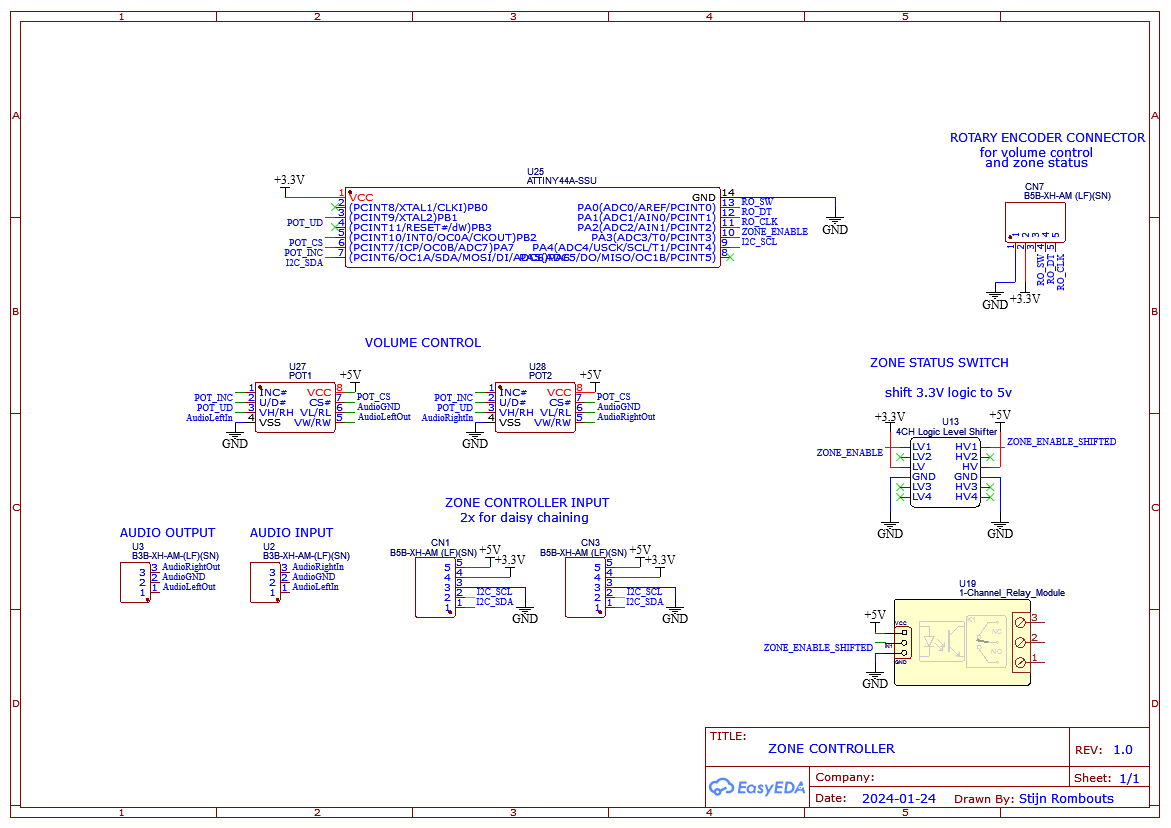 1 2 3 4 5
A A
ROTARY ENCODER CONNECTOR
for volume control
and zone status
CN7
B5B-XH-AM (LF)(SN)
1 2 3 4 5
1 2 3 4 5
RO_SW
RO_DT
RO_CLK
GND
+3.3V
U25
ATTINY44A-SSU
+3.3V
1 VCC GND 14
2 (PCINT8/XTAL1/CLKI)PB0 PA0(ADC0/AREF/PCINT0) 13 RO_SW
3 (PCINT9/XTAL2)PB1 PA1(ADC1/AIN0/PCINT1) 12 RO_DT
POT_UD 4 (PCINT11/RESET#/dW)PB3 PA2(ADC2/AIN1/PCINT2) 11 RO_CLK
5 (PCINT10/INT0/OC0A/CKOUT)PB2 PA3(ADC3/T0/PCINT3) 10 ZONE_ENABLE
POT_CS 6 (PCINT7/ICP/OC0B/ADC7)PA7 PA4(ADC4/USCK/SCL/T1/PCINT4) 9 I2C_SCL
POT_INC 7 (PCINT6/OC1A/SDA/MOSI/DI/ /DO/MISO/OC1B/PCINT5) 8
I2C_SDA
GND
B B
VOLUME CONTROL
U27
POT1
+5V
POT_INC 1 INC# VCC 8
POT_UD 2 U/D# CS# 7 POT_CS
AudioLeftIn 3 VH/RH VL/RL 6 AudioGND
4 VSS VW/RW 5 AudioLeftOut
GND
U28
POT2
+5V
POT_INC 1 INC# VCC 8
POT_UD 2 U/D# CS# 7 POT_CS
AudioRightIn 3 VH/RH VL/RL 6 AudioGND
4 VSS VW/RW 5 AudioRightOut
GND
ZONE STATUS SWITCH
shift 3.3V logic to 5v
+3.3V +5V
U13
4CH Logic Level Shifter
ZONE_ENABLE LV1 HV1 ZONE_ENABLE_SHIFTED
LV2 HV2
LV HV
GND GND
LV3 HV3
LV4 HV4
GND GND
C C
ZONE CONTROLLER INPUT
2x for daisy chaining
AUDIO OUTPUT
U3
B3B-XH-AM-(LF)(SN)
3 3 AudioRightOut
2 2 AudioGND
1 1 AudioLeftOut
AUDIO INPUT
U2
B3B-XH-AM-(LF)(SN)
3 3 AudioRightIn
2 2 AudioGND
1 1 AudioLeftIn
CN1
B5B-XH-AM (LF)(SN)
+5V
+3.3V
5 5
4 4
3 3
2 2 I2C_SCL
1 1 I2C_SDA
GND
CN3
B5B-XH-AM (LF)(SN)
+5V
+3.3V
5 5
4 4
3 3
2 2 I2C_SCL
1 1 I2C_SDA
GND
U19
1-Channel_Relay_Module
+5V
VCC
ZONE_ENABLE_SHIFTED IN1
GND
GND
K1
NC
NO
3
2
1
D D
TITLE:
ZONE CONTROLLER
REV: 1.0
EasyEDA
Company:
Sheet: 1/1
Date: 2024-01-24
Drawn By: Stijn Rombouts
1 2 3 4 5